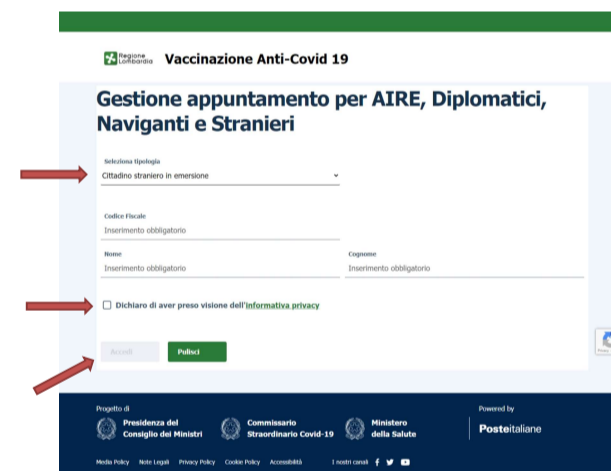 Regione
Lombardia
Vaccinazione Anti-Covid 19
Gestione appuntamento per AIRE, Diplomatici,
Naviganti e Stranieri
Seleziona tipologia
Cittadino straniero in emersione
Codice Fiscale
Inserimento obbligatorio
Nome
Cognome
Inserimento obbligatorio
Inserimento obbligatorio
Dichiaro di aver preso visione dell'informativa privacy
Accedi
Pulisci
Progetto di
Powered by
Presidenza del
Consiglio dei Ministri
Commissario
Straordinario Covid-19
Ministero
della Salute
Posteitaliane
Media Policy Note Legali Privacy Policy Cookie Policy Accessibilità I nostri canali